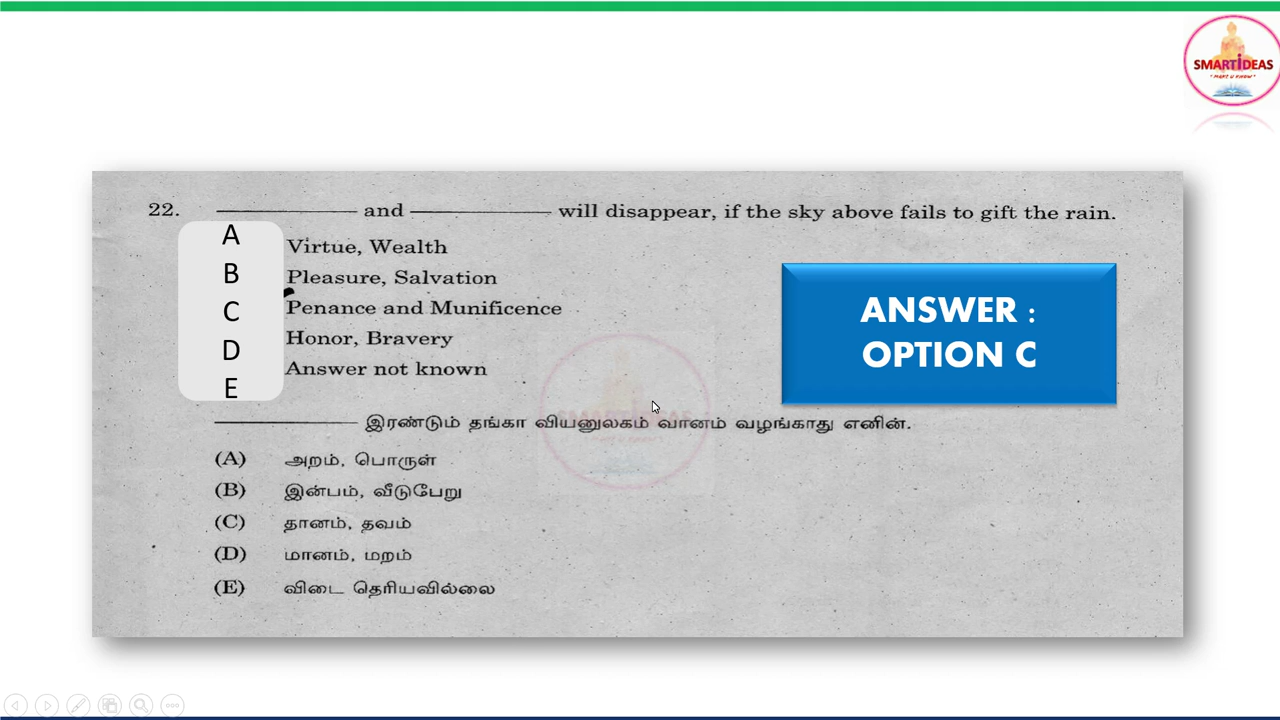 SMARTiDEAS
22. ____________ and ____________ will disappear, if the sky above fails to gift the rain.
A Virtue, Wealth
B Pleasure, Salvation
C Penance and Munificence
D Honor, Bravery
E Answer not known
ANSWER :
OPTION C
____________ இரண்டும் தங்கா வியனுலகம் வானம் வழங்காது எனின்.
(A) அறம், பொருள்
(B) இன்பம், வீடுபேறு
(C) தானம், தவம்
(D) மானம், மறம்
(E) விடை தெரியவில்லை